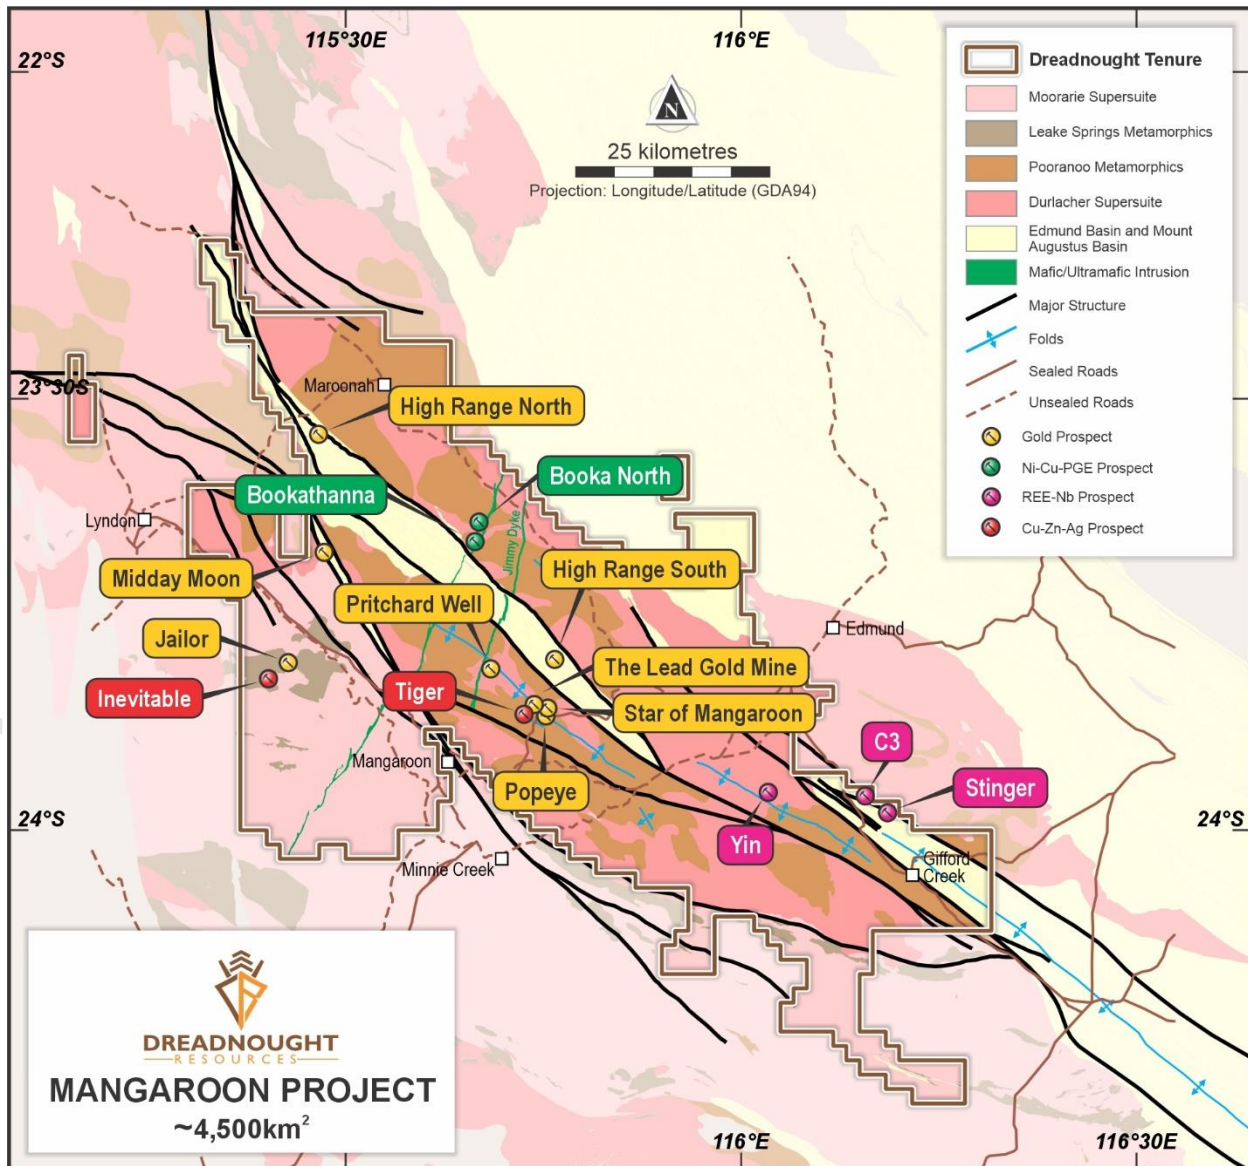 115°30E
116°E
22°S
N
25 kilometres
Projection: Longitude/Latitude (GDA94)
Dreadnought Tenure
Moorarie Supersuite
Leake Springs Metamorphics
Pooranoo Metamorphics
Durlacher Supersuite
Edmund Basin and Mount
Augustus Basin
Mafic/Ultramafic Intrusion
Major Structure
Folds
Sealed Roads
Unsealed Roads
Gold Prospect
Ni-Cu-PGE Prospect
REE-Nb Prospect
Cu-Zn-Ag Prospect
23°30S
Maroonah
High Range North
Bookathanna
Booka North
Lyndon
Jimmy Dyke
Midday Moon
High Range South
Pritchard Well
Jailor
Edmund
The Lead Gold Mine
Inevitable
Tiger
Star of Mangaroon
C3
Mangaroon
Popeye
Stinger
Yin
24°S
Minnie Creek
Gifford
Creek
DREADNOUGHT
RESOURCES
MANGAROON PROJECT
~4,500km²
116°E
116°30E